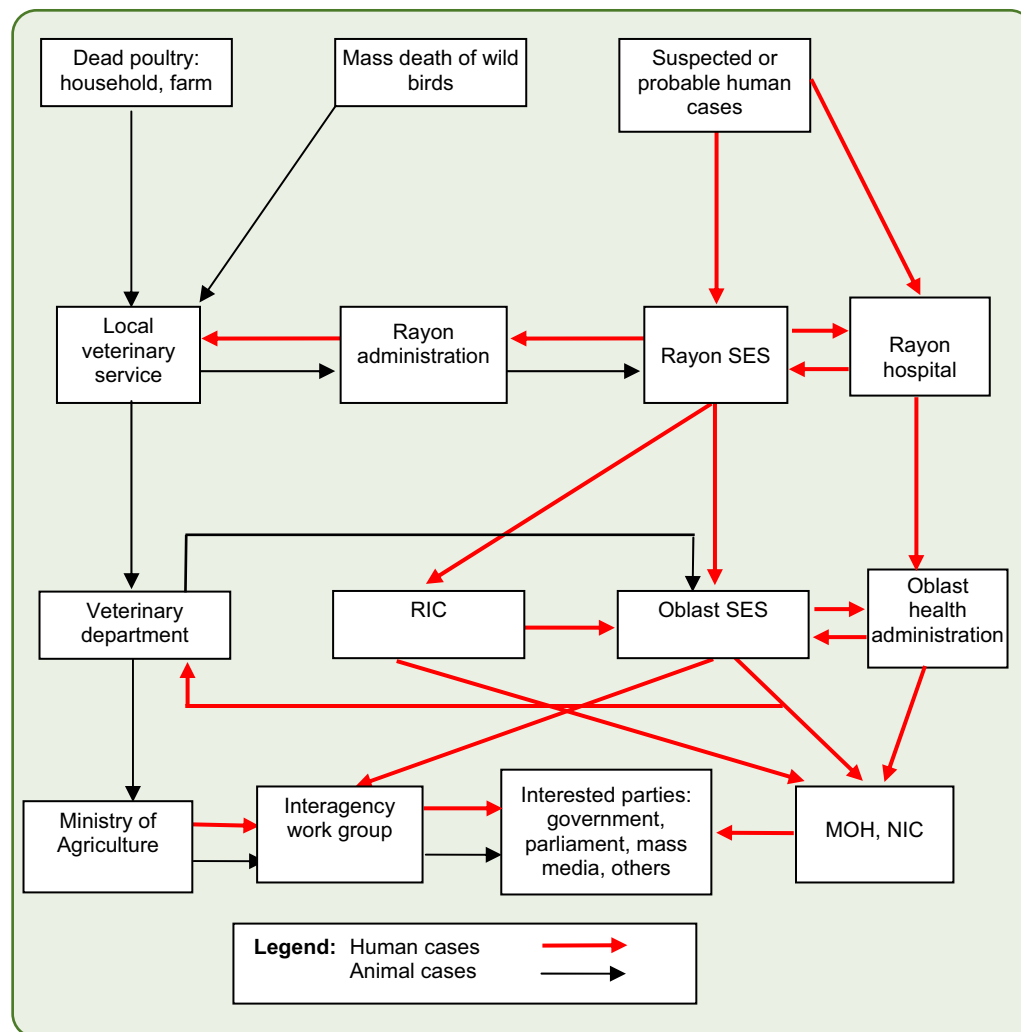 Dead poultry:
household, farm
Mass death of wild
birds
Suspected or
probable human
cases
Local
veterinary
service
Rayon
administration
Rayon SES
Rayon
hospital
Veterinary
department
RIC
Oblast SES
Oblast
health
administration
Ministry of
Agriculture
Interagency
work group
Interested parties:
government,
parliament, mass
media, others
MOH, NIC
Legend: Human cases
Animal cases